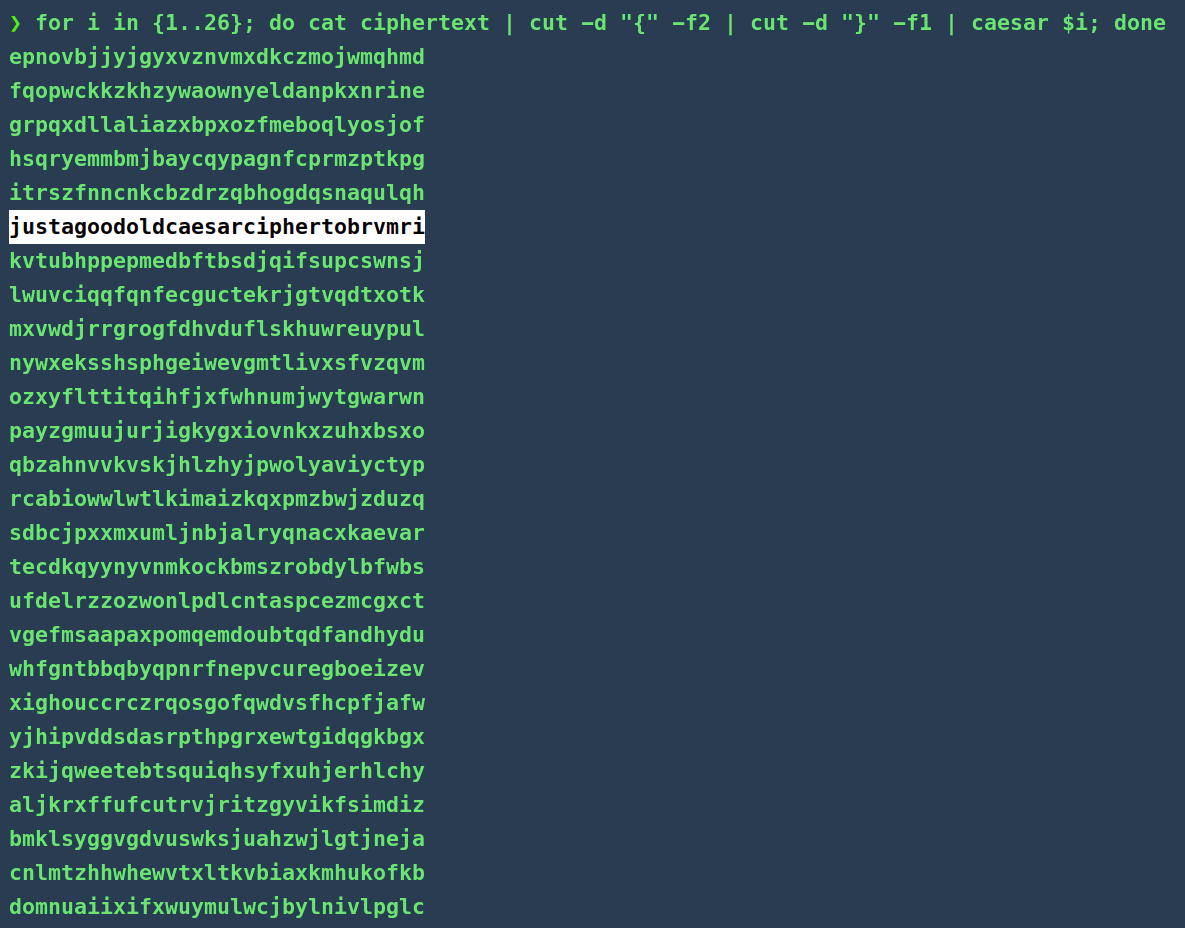 ❯ for i in {1..26}; do cat ciphertext | cut -d "{" -f2 | cut -d "}" -f1 | caesar $i; done
epnovbjjyjgyxvznvmxdkczmojwmqhmd
fqopwckkzkhzywaownyeldanpkxnrine
grpqxdllaliazxbpxozfmeboqlyosjof
hsqryemmbmjbaycqypagnfcprmzptkpg
itrszfnncnkcbzdrzqbhogdqsnaqulqh
justagoodoldcaesarciphertobrvmri
kvtubhppepmedbftbsdjqifsupcswnsj
lwuvciqqfqnfecguctekrjgtvqdtxotk
mxvwdjrrgrogfdhvduflskhuwreuypul
nywxeksshsphgeiwevgmtlivxsfvzqvm
ozxyflttitqihfjxfwhnumjwytgwarwn
payzgmuujurjigkygxiovnkxzuhxbsxo
qbzahnvvkvskjhlzhyjpwolyaviyctyp
rcabiowwlwtlkimaizkqxpmzbwjzduzq
sdbcjpxxmxumljnbjalryqnacxkaevar
tecdkqyynyvnmkockbmszrobdylbfwbs
ufdelrzzozwonlpdlcntaspcezmcgxct
vgefmsaapaxpomqemdoubtqdfandhydu
whfgntbbqbyqpnrfnepvcuregboeizev
xighouccrczrqosgofqwdvsfhcpfjafw
yjhipvddsdasrpthpgrxewtgidqgkbgx
zkijqweetebtsquiqhsyfxuhjerhlchy
aljkrxffufcutrvjritzgyvikfsimdiz
bmklsyggvgdvuswksjuahzwjlgtjneja
cnlmtzhhwhewvtxltkvbiaxkmhukofkb
domnuaiixifxwuymulwcjbylnivlpglc